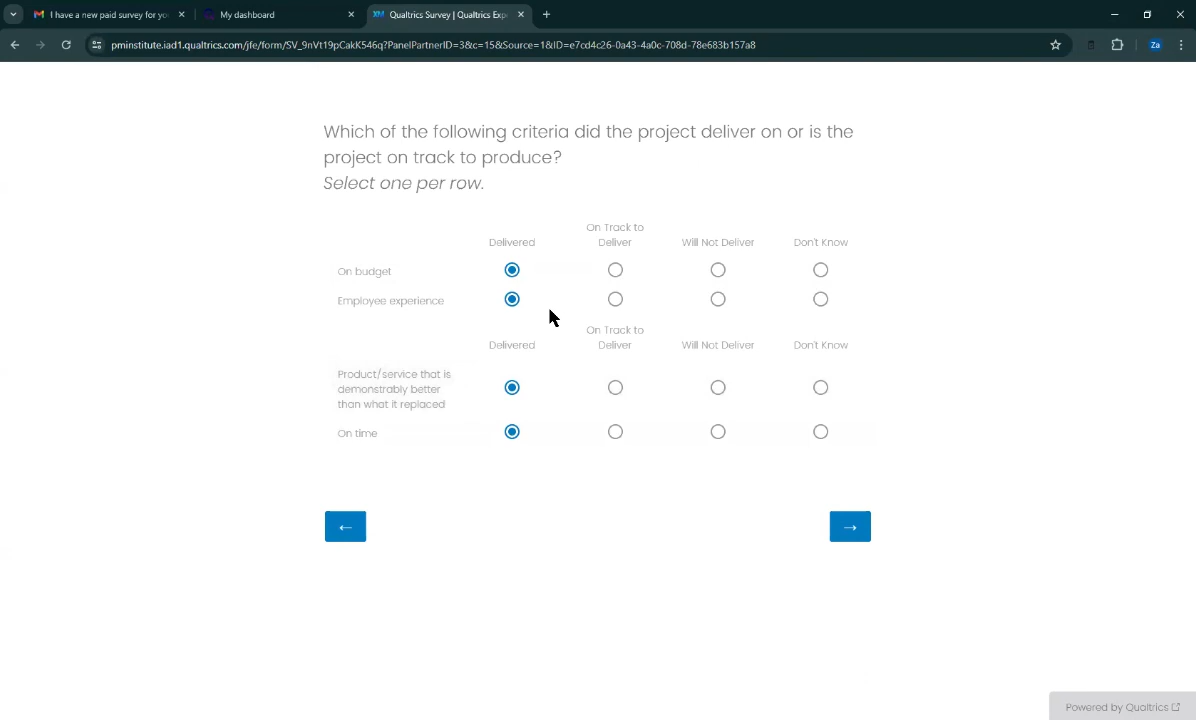 I have a new paid survey for yo
My dashboard
Qualtrics Survey | Qualtrics Exp
pminstitute.iad1.qualtrics.com/jfe/form/SV_9nVt19pCakK546q?PanelPartnerID=3&c=15&Source=1&ID=e7cd4c26-0a43-4a0c-708d-78e683b157a8
Za
Which of the following criteria did the project deliver on or is the
project on track to produce?
Select one per row.
Delivered On Track to Deliver Will Not Deliver Don't Know
On budget
Employee experience
Delivered On Track to Deliver Will Not Deliver Don't Know
Product/service that is
demonstrably better
than what it replaced
On time
← →
Powered by Qualtrics